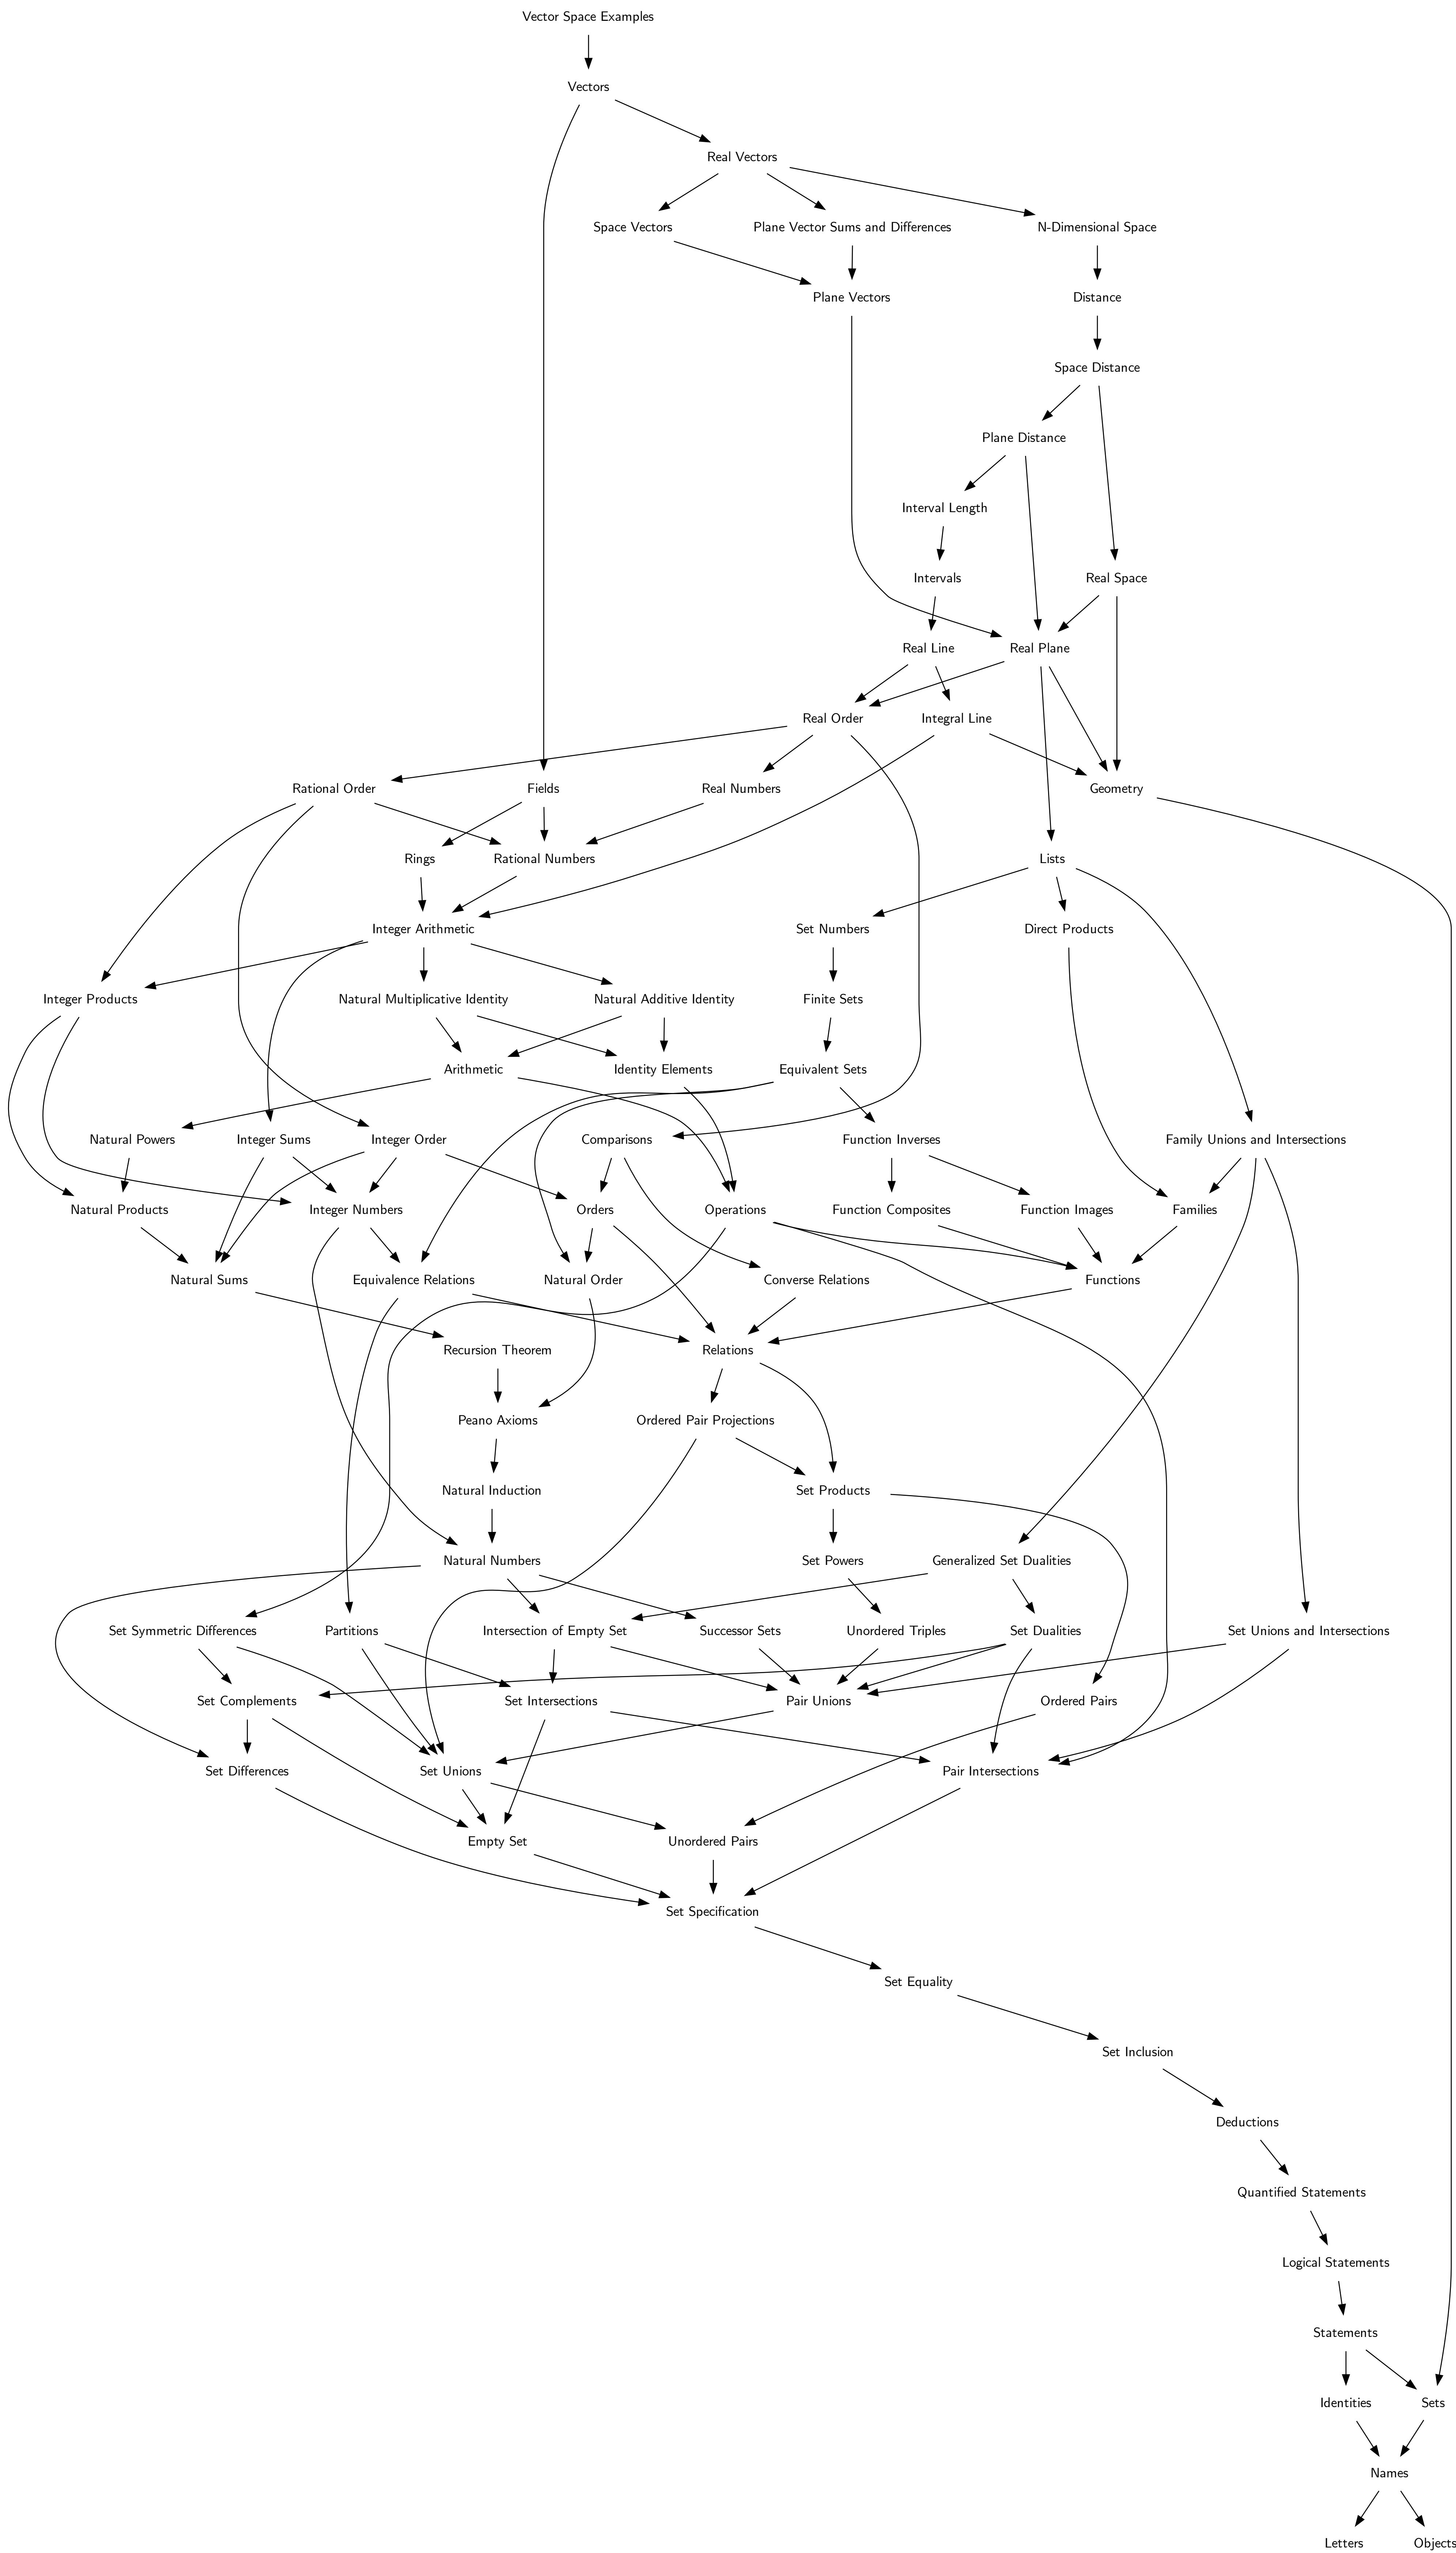 Vector Space Examples
Vectors
Real Vectors
Space Vectors
Plane Vector Sums and Differences
N-Dimensional Space
Plane Vectors
Distance
Space Distance
Plane Distance
Interval Length
Intervals
Real Space
Real Line
Real Plane
Real Order
Integral Line
Rational Order
Fields
Real Numbers
Geometry
Rings
Rational Numbers
Lists
Integer Arithmetic
Set Numbers
Direct Products
Integer Products
Natural Multiplicative Identity
Natural Additive Identity
Finite Sets
Arithmetic
Identity Elements
Equivalent Sets
Natural Powers
Integer Sums
Integer Order
Comparisons
Function Inverses
Family Unions and Intersections
Natural Products
Integer Numbers
Orders
Operations
Function Composites
Function Images
Families
Natural Sums
Equivalence Relations
Natural Order
Converse Relations
Functions
Recursion Theorem
Relations
Peano Axioms
Ordered Pair Projections
Natural Induction
Set Products
Natural Numbers
Set Powers
Generalized Set Dualities
Set Symmetric Differences
Partitions
Intersection of Empty Set
Successor Sets
Unordered Triples
Set Dualities
Set Unions and Intersections
Set Complements
Set Intersections
Pair Unions
Ordered Pairs
Set Differences
Set Unions
Pair Intersections
Empty Set
Unordered Pairs
Set Specification
Set Equality
Set Inclusion
Deductions
Quantified Statements
Logical Statements
Statements
Identities
Sets
Names
Letters
Objects